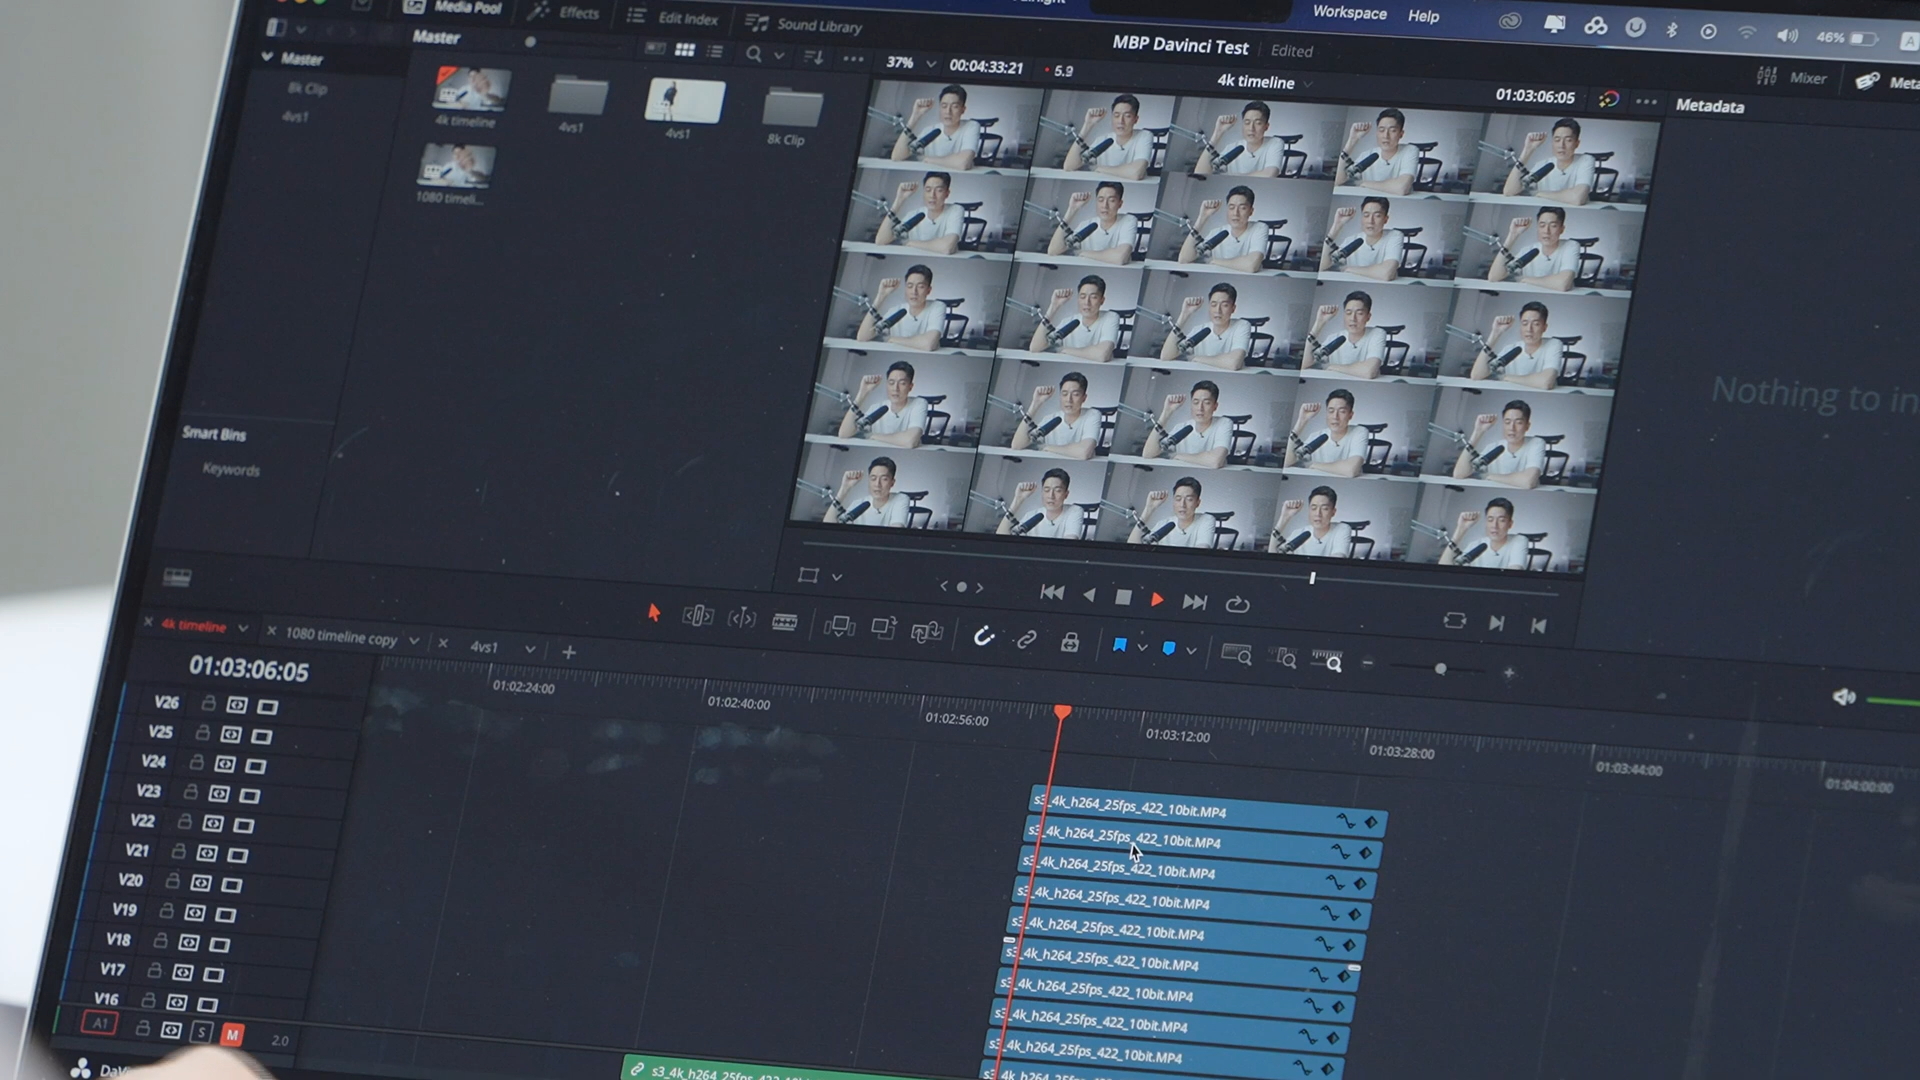 Workspace Help
46%
A
Media Pool Effects Edit Index Sound Library
MBP Davinci Test Edited
Mixer
Master
37% 00:04:33:21 5.9
4k timeline
01:03:06:05
Metadata
Master
8k Clip
4vs1
4k timeline
4vs1
4vs1
8k Clip
1080 timeli...
Nothing to in
Smart Bins
Keywords
4k timeline
1080 timeline copy
4vs1
01:03:06:05
01:02:24:00
01:02:40:00
01:02:56:00
01:03:12:00
01:03:28:00
01:03:44:00
01:04:00:00
V26
V25
V24
V23
V22
V21
V20
V19
V18
V17
V16
A1 S M 2.0
s3_4k_h264_25fps_422_10bit.MP4
s3_4k_h264_25fps_422_10bit.MP4
s3_4k_h264_25fps_422_10bit.MP4
s3_4k_h264_25fps_422_10bit.MP4
s3_4k_h264_25fps_422_10bit.MP4
s3_4k_h264_25fps_422_10bit.MP4
s3_4k_h264_25fps_422_10bit.MP4
s3_4k_h264_25fps_422_10bit.MP4
s3_4k_h264_25fps_422_10bit.MP4